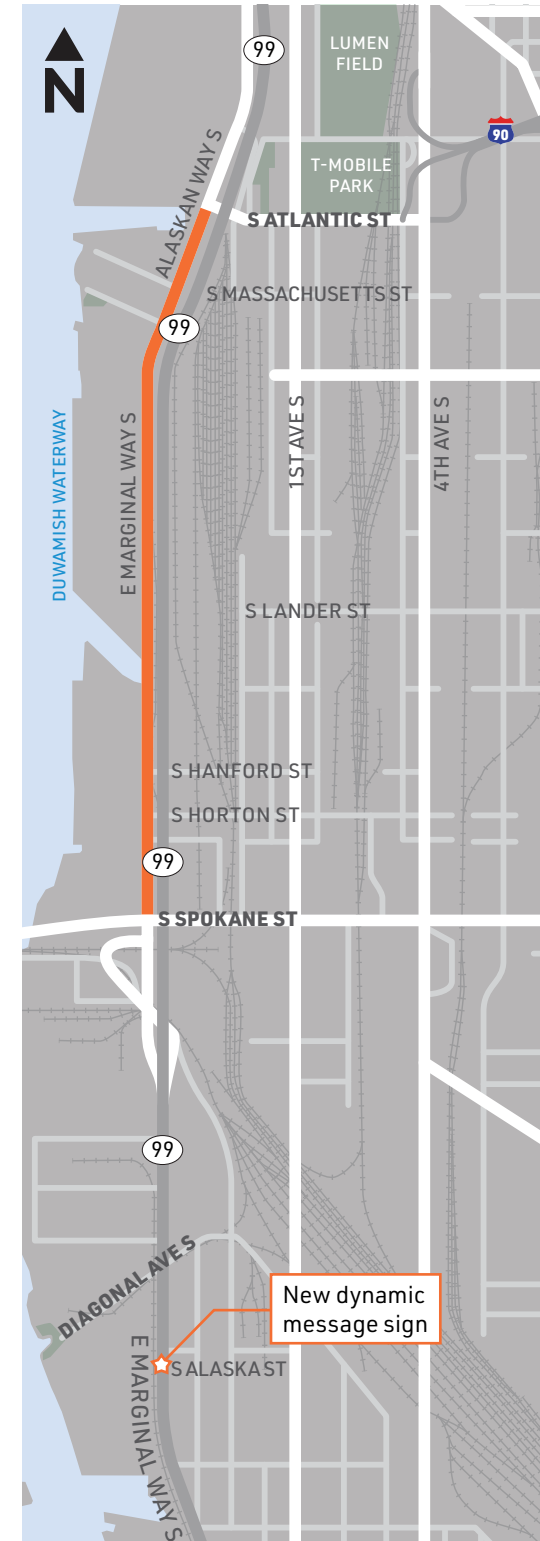 N
99
LUMEN
FIELD
90
T-MOBILE
PARK
ALASKAN WAY S
S ATLANTIC ST
S MASSACHUSETTS ST
99
DUWAMISH WATERWAY
E MARGINAL WAY S
1ST AVE S
4TH AVE S
S LANDER ST
S HANFORD ST
S HORTON ST
99
S SPOKANE ST
99
DIAGONAL AVE S
New dynamic
message sign
S ALASKA ST
E MARGINAL WAY S